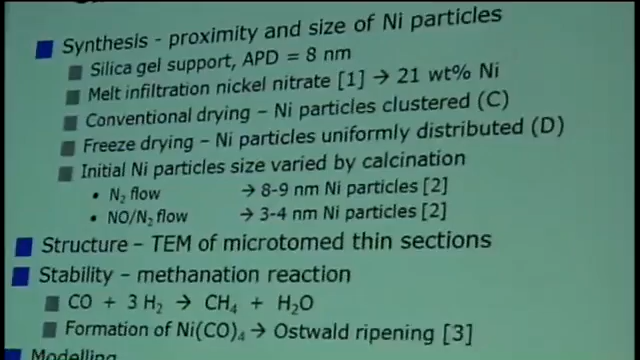 Synthesis - proximity and size of Ni particles
Silica gel support, APD = 8 nm
Melt infiltration nickel nitrate [1] → 21 wt% Ni
Conventional drying – Ni particles clustered (C)
Freeze drying – Ni particles uniformly distributed (D)
Initial Ni particles size varied by calcination
• N₂ flow → 8-9 nm Ni particles [2]
• NO/N₂ flow → 3-4 nm Ni particles [2]
Structure – TEM of microtomed thin sections
Stability – methanation reaction
CO + 3 H₂ → CH₄ + H₂O
Formation of Ni(CO)₄ → Ostwald ripening [3]
Modelling